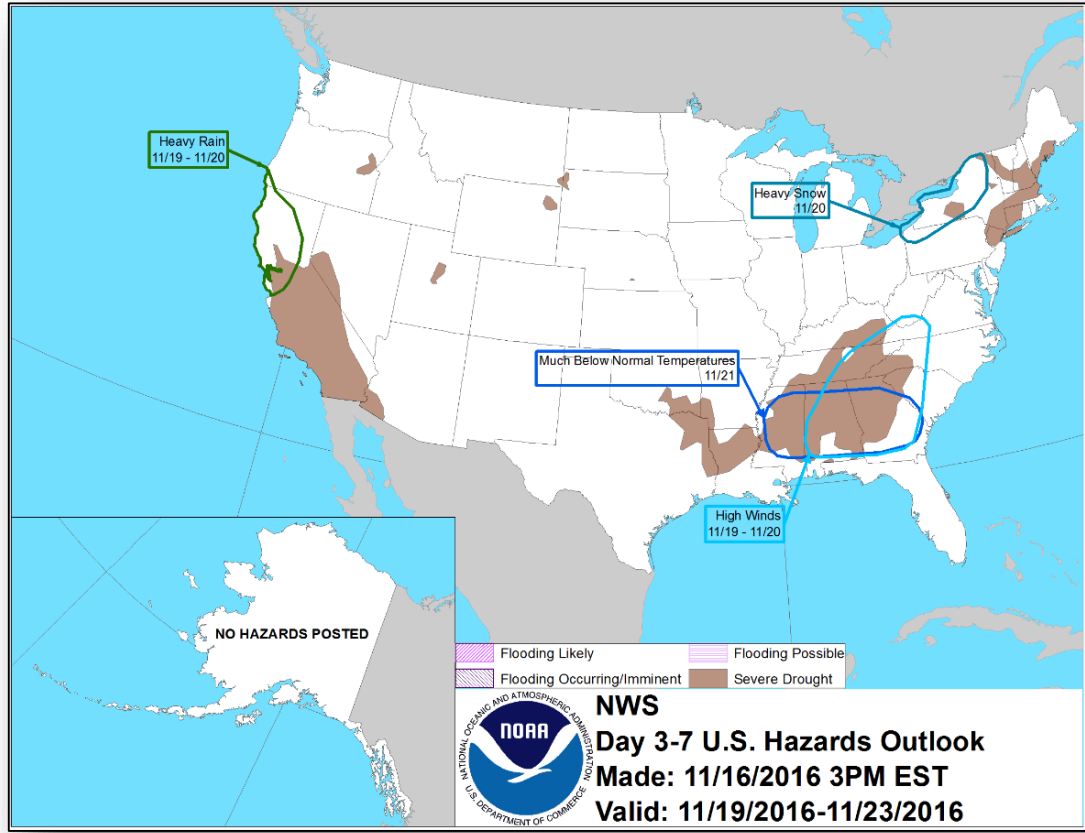 Heavy Rain
11/19 - 11/20
Heavy Snow
11/20
Much Below Normal Temperatures
11/21
High Winds
11/19 - 11/20
NO HAZARDS POSTED
Flooding Likely
Flooding Possible
Flooding Occurring/Imminent
Severe Drought
NATIONAL OCEANIC AND ATMOSPHERIC ADMINISTRATION
NOAA
U.S. DEPARTMENT OF COMMERCE
NWS
Day 3-7 U.S. Hazards Outlook
Made: 11/16/2016 3PM EST
Valid: 11/19/2016-11/23/2016